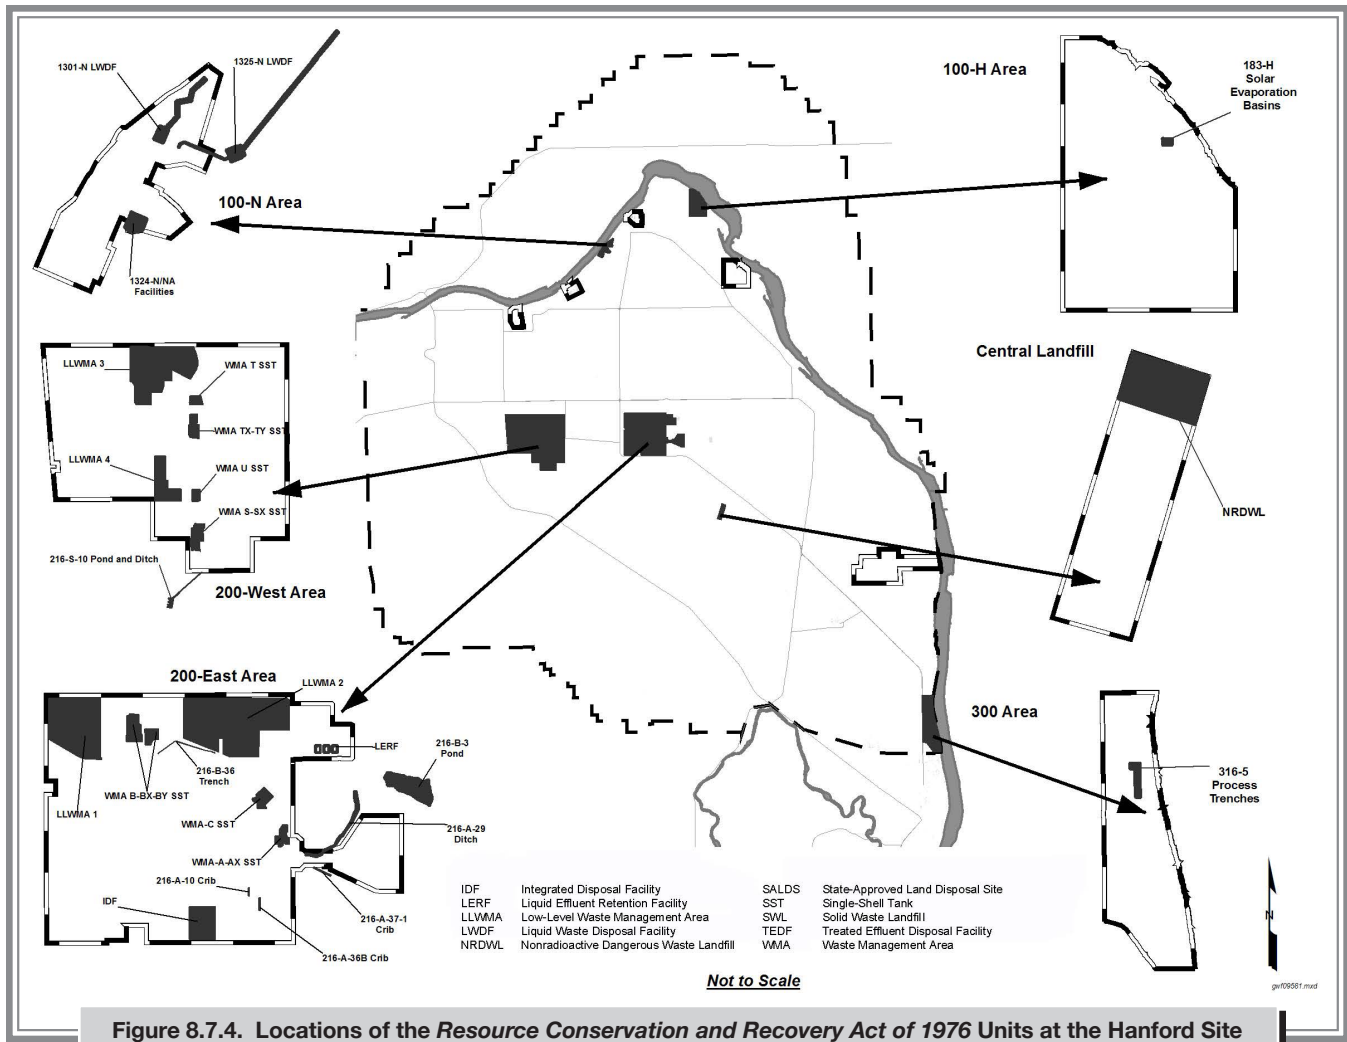 1301-N LWDF
1325-N LWDF
100-N Area
1324-N/NA
Facilities
100-H Area
183-H
Solar
Evaporation
Basins
LLWMA 3
WMA T SST
WMA TX-TY SST
LLWMA 4
WMA U SST
WMA S-SX SST
216-S-10 Pond and Ditch
200-West Area
Central Landfill
NRDWL
200-East Area
LLWMA 2
LERF
216-B-3
Pond
216-B-36
Trench
WMA B-BX-BY SST
LLWMA 1
WMA-C SST
216-A-29
Ditch
WMA-A-AX SST
216-A-10 Crib
IDF
216-A-37-1
Crib
216-A-36B Crib
300 Area
316-5
Process
Trenches
IDF Integrated Disposal Facility SALDS State-Approved Land Disposal Site
LERF Liquid Effluent Retention Facility SST Single-Shell Tank
LLWMA Low-Level Waste Management Area SWL Solid Waste Landfill
LWDF Liquid Waste Disposal Facility TEDF Treated Effluent Disposal Facility
NRDWL Nonradioactive Dangerous Waste Landfill WMA Waste Management Area
Not to Scale
N
gwf09561.mxd
Figure 8.7.4. Locations of the Resource Conservation and Recovery Act of 1976 Units at the Hanford Site